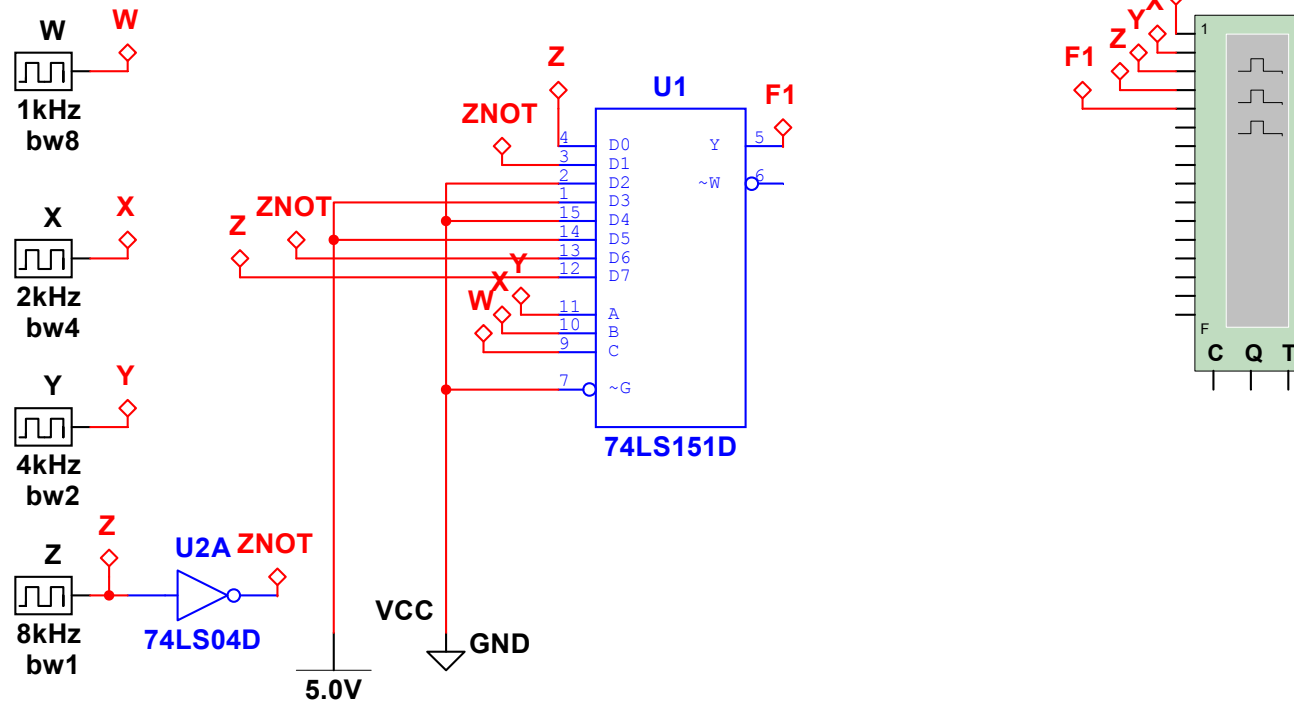 W
W
1kHz
bw8
X
X
2kHz
bw4
Y
Y
4kHz
bw2
Z
Z
8kHz
bw1
U2A
ZNOT
74LS04D
VCC
5.0V
GND
Z
ZNOT
Z
ZNOT
W
X
Y
U1
4 D0
3 D1
2 D2
1 D3
15 D4
14 D5
13 D6
12 D7
11 A
10 B
9 C
7 ~G
Y 5
~W 6
F1
74LS151D
F1
Z
Y
X
1
F
C Q T